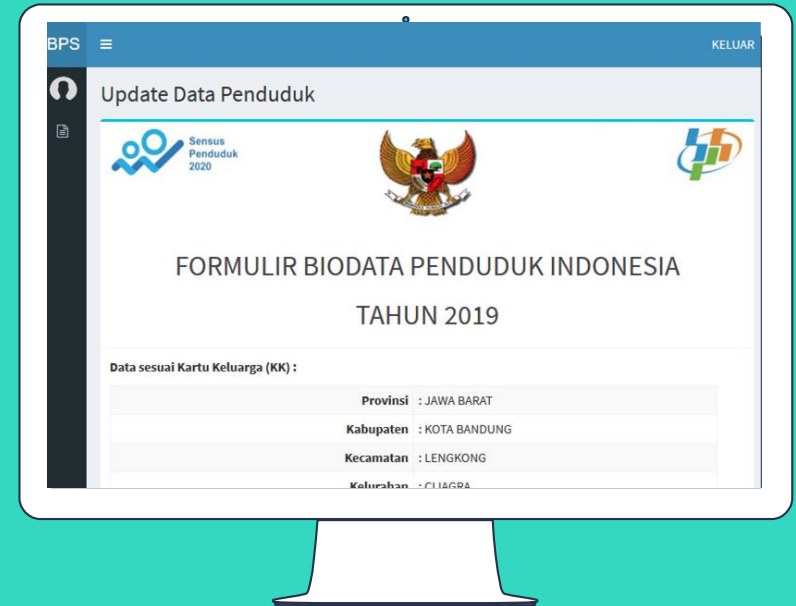 BPS
KELUAR
Update Data Penduduk
Sensus
Penduduk
2020
FORMULIR BIODATA PENDUDUK INDONESIA
TAHUN 2019
Data sesuai Kartu Keluarga (KK) :
Provinsi : JAWA BARAT
Kabupaten : KOTA BANDUNG
Kecamatan : LENGKONG
Kelurahan :